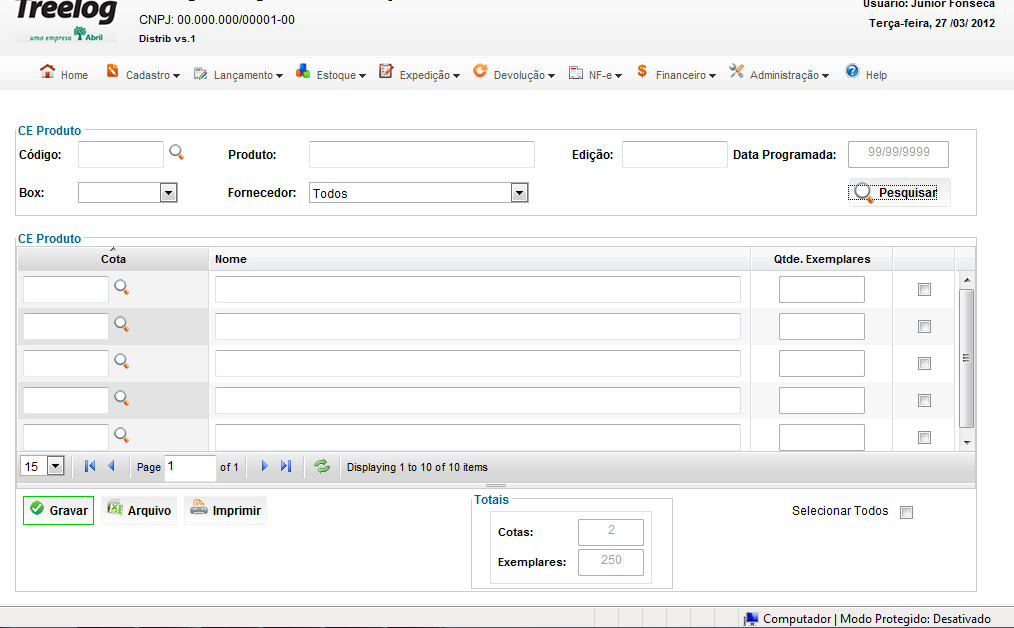 Treelog
uma empresa Abril
CNPJ: 00.000.000/00001-00
Distrib vs.1
Usuário: Junior Fonseca
Terça-feira, 27 /03/ 2012
Home Cadastro Lançamento Estoque Expedição Devolução NF-e Financeiro Administração Help
CE Produto
Código: Produto: Edição: Data Programada: 99/99/9999
Box: Fornecedor: Todos Pesquisar
CE Produto
Cota Nome Qtde. Exemplares
15 Page 1 of 1 Displaying 1 to 10 of 10 items
Gravar Arquivo Imprimir
Totais
Cotas: 2
Exemplares: 250
Selecionar Todos
Computador | Modo Protegido: Desativado